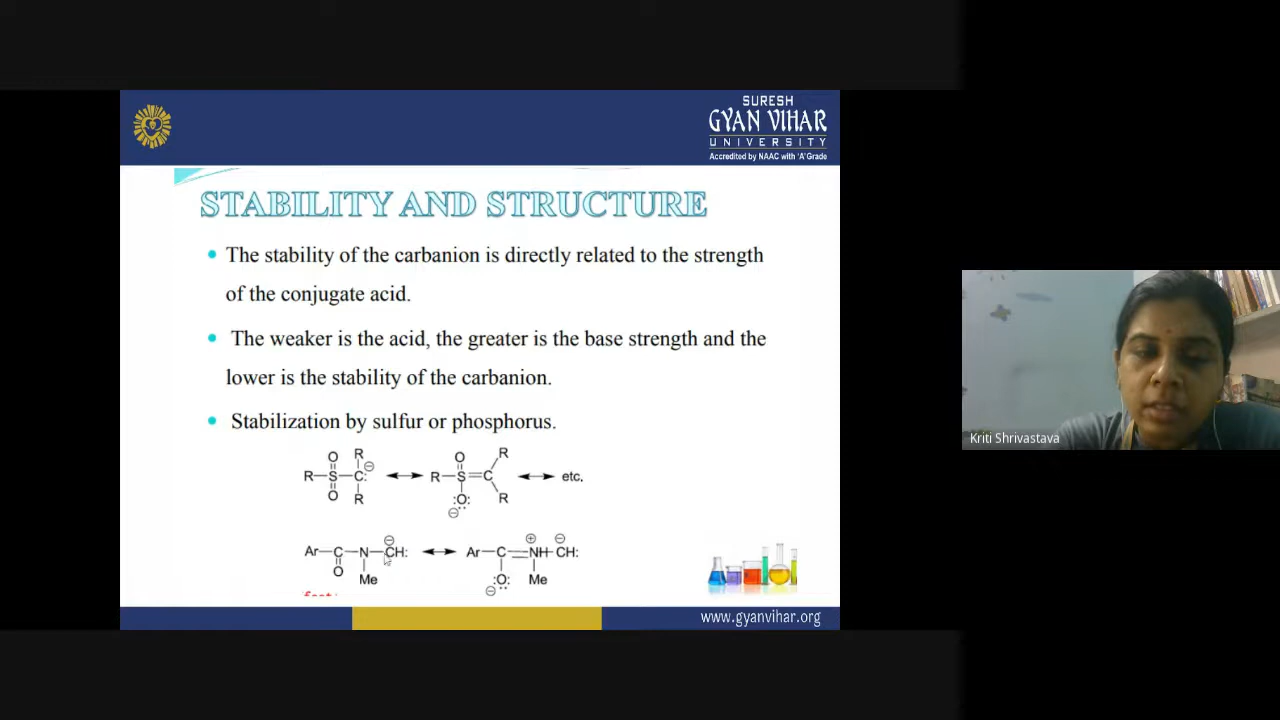 SURESH
GYAN VIHAR
UNIVERSITY
Accredited by NAAC with 'A' Grade
STABILITY AND STRUCTURE
• The stability of the carbanion is directly related to the strength
of the conjugate acid.
• The weaker is the acid, the greater is the base strength and the
lower is the stability of the carbanion.
• Stabilization by sulfur or phosphorus.
O R O R
R—S—C:⊖ ↔ R—S=C ↔ etc.
O R :O: R
⊖
⊖ ⊕ ⊖
Ar—C—N—CH: ↔ Ar—C=NH—CH:
O Me ⊖:O: Me
Kriti Shrivastava
www.gyanvihar.org